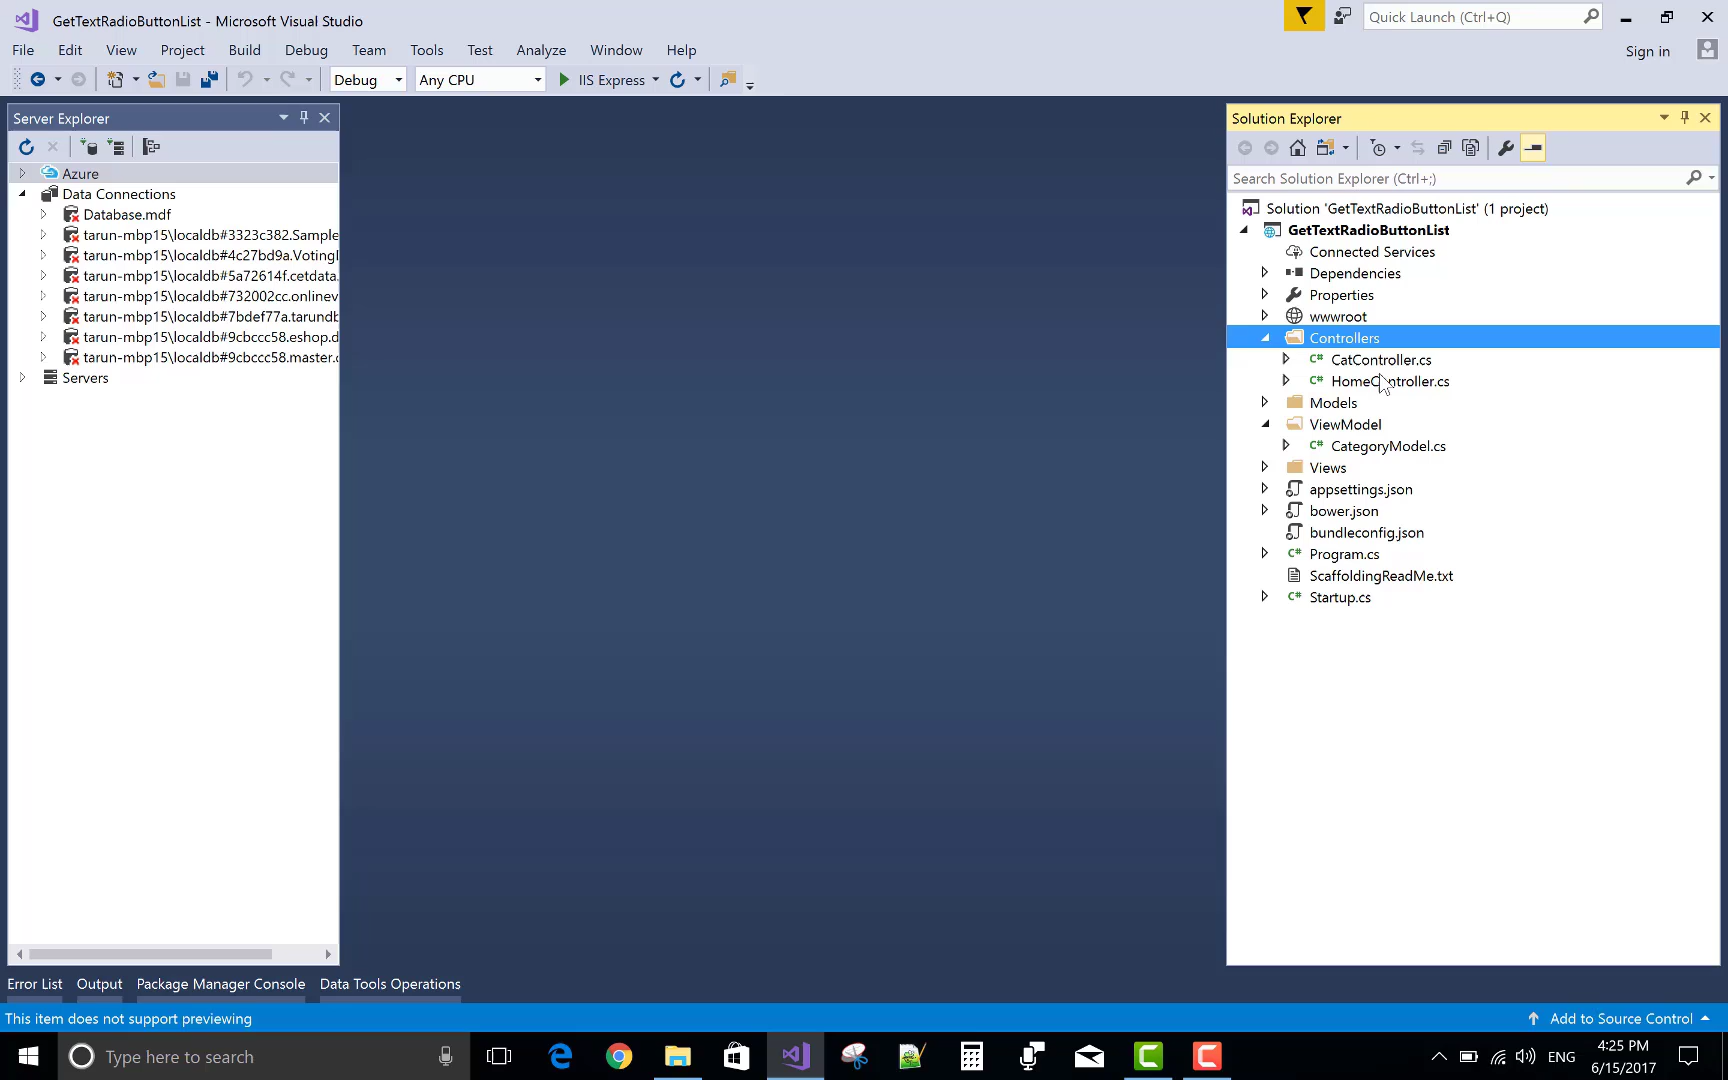 GetTextRadioButtonList - Microsoft Visual Studio
Quick Launch (Ctrl+Q)
File Edit View Project Build Debug Team Tools Test Analyze Window Help
Sign in
Debug Any CPU IIS Express
Server Explorer
Azure
Data Connections
Database.mdf
tarun-mbp15\localdb#3323c382.Sample
tarun-mbp15\localdb#4c27bd9a.VotingI
tarun-mbp15\localdb#5a72614f.cetdata.
tarun-mbp15\localdb#732002cc.onlinev
tarun-mbp15\localdb#7bdef77a.tarundb
tarun-mbp15\localdb#9cbccc58.eshop.d
tarun-mbp15\localdb#9cbccc58.master.
Servers
Solution Explorer
Search Solution Explorer (Ctrl+;)
Solution 'GetTextRadioButtonList' (1 project)
GetTextRadioButtonList
Connected Services
Dependencies
Properties
wwwroot
Controllers
C# CatController.cs
C# HomeController.cs
Models
ViewModel
C# CategoryModel.cs
Views
appsettings.json
bower.json
bundleconfig.json
C# Program.cs
ScaffoldingReadMe.txt
C# Startup.cs
Error List Output Package Manager Console Data Tools Operations
This item does not support previewing
Add to Source Control
Type here to search
ENG
4:25 PM
6/15/2017